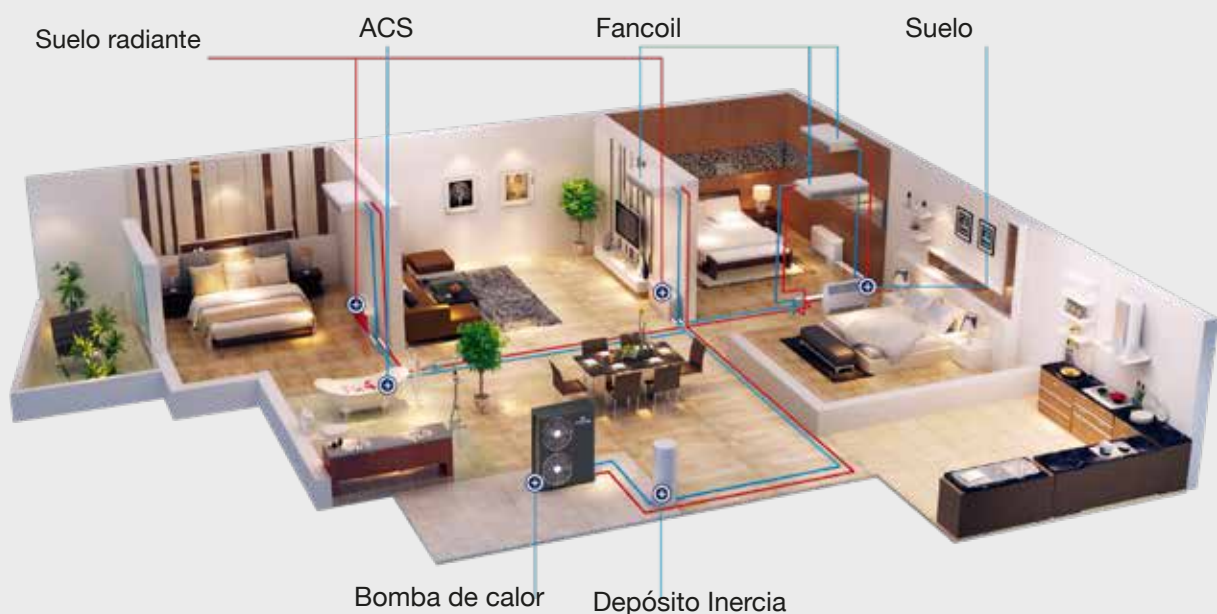 Suelo radiante
ACS
Fancoil
Suelo
Bomba de calor
Depósito Inercia